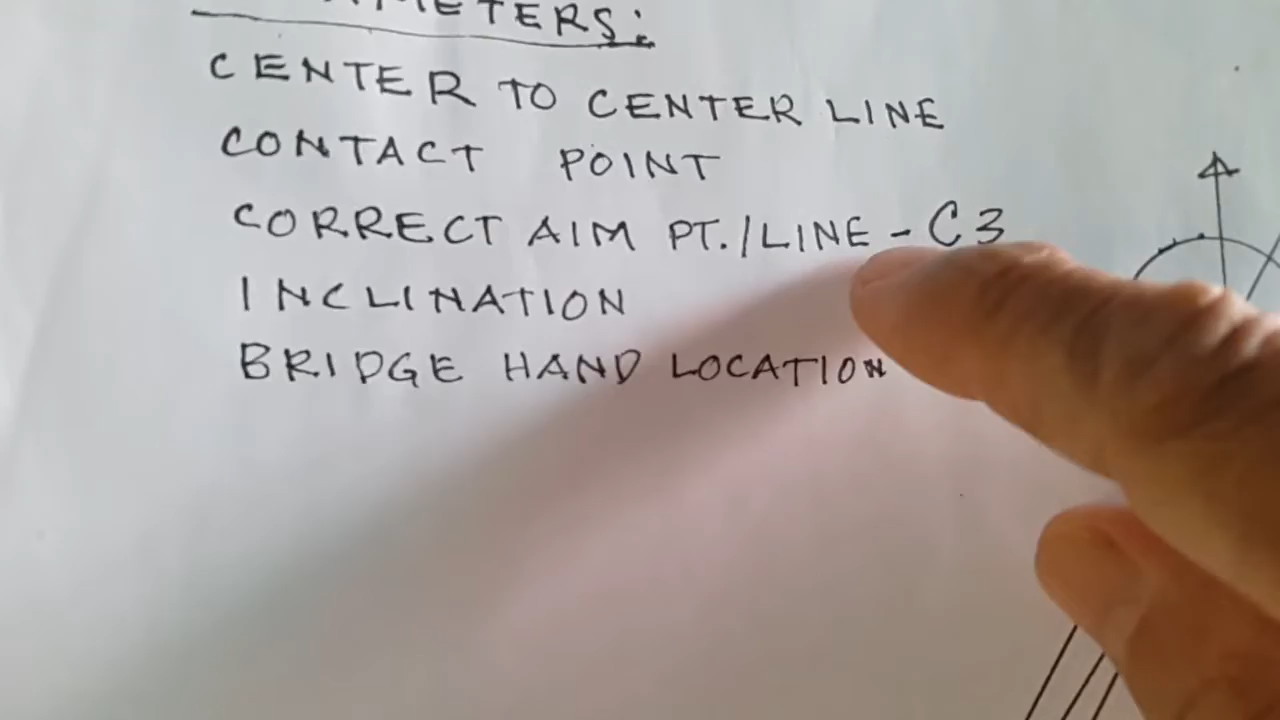 CENTER TO CENTER LINE
CONTACT POINT
CORRECT AIM PT./LINE - C3
INCLINATION
BRIDGE HAND LOCATION